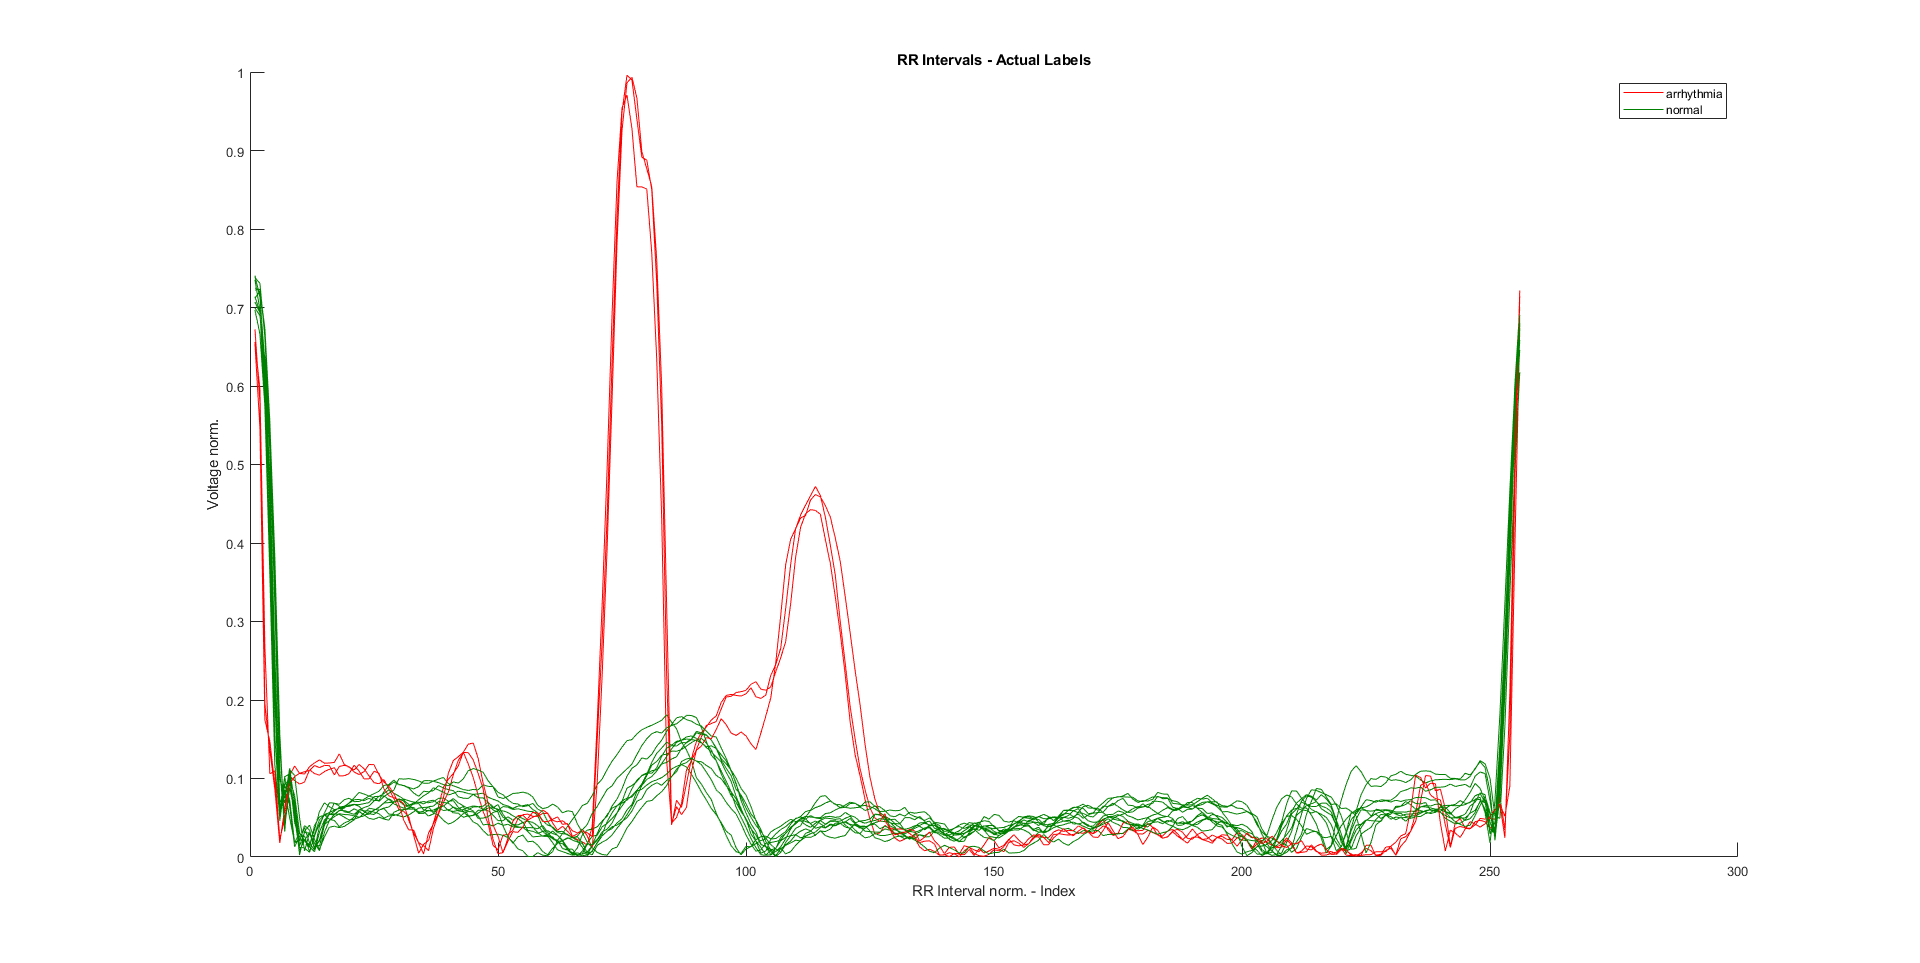 RR Intervals - Actual Labels
arrhythmia
normal
1
0.9
0.8
0.7
0.6
0.5
0.4
0.3
0.2
0.1
0
Voltage norm.
0 50 100 150 200 250 300
RR Interval norm. - Index